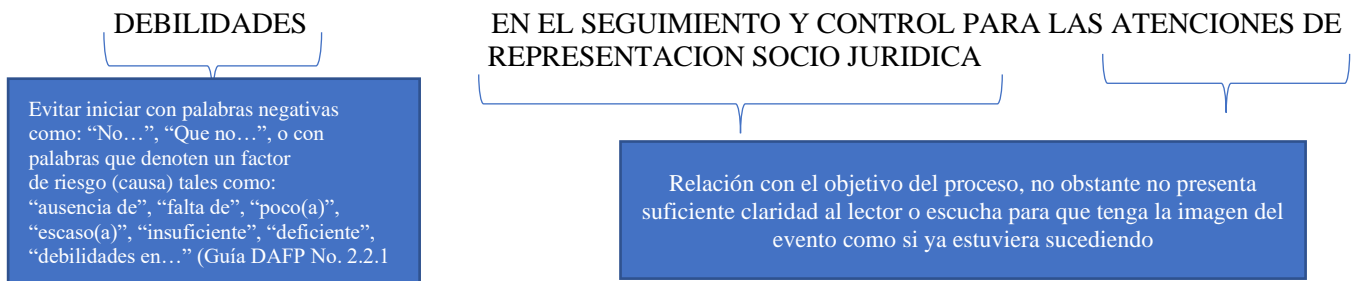 DEBILIDADES EN EL SEGUIMIENTO Y CONTROL PARA LAS ATENCIONES DE
REPRESENTACION SOCIO JURIDICA
Evitar iniciar con palabras negativas
como: “No…”, “Que no…”, o con
palabras que denoten un factor
de riesgo (causa) tales como:
“ausencia de”, “falta de”, “poco(a)”,
“escaso(a)”, “insuficiente”, “deficiente”,
“debilidades en…” (Guía DAFP No. 2.2.1
Relación con el objetivo del proceso, no obstante no presenta
suficiente claridad al lector o escucha para que tenga la imagen del
evento como si ya estuviera sucediendo